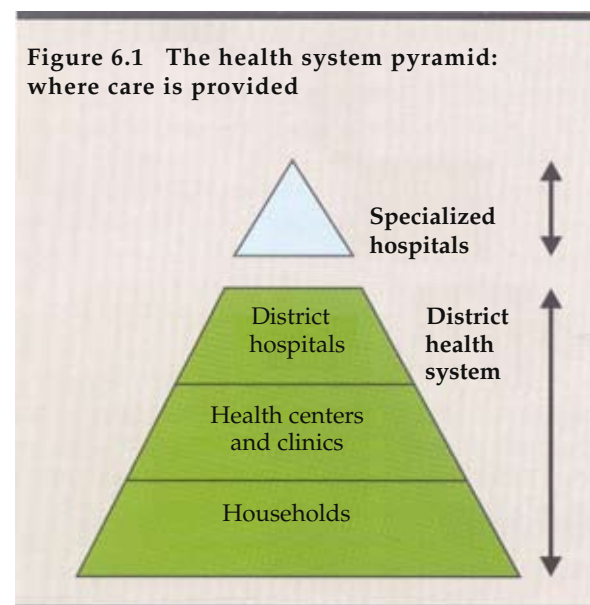 Figure 6.1 The health system pyramid:
where care is provided
Specialized
hospitals
District
hospitals
District
health
system
Health centers
and clinics
Households